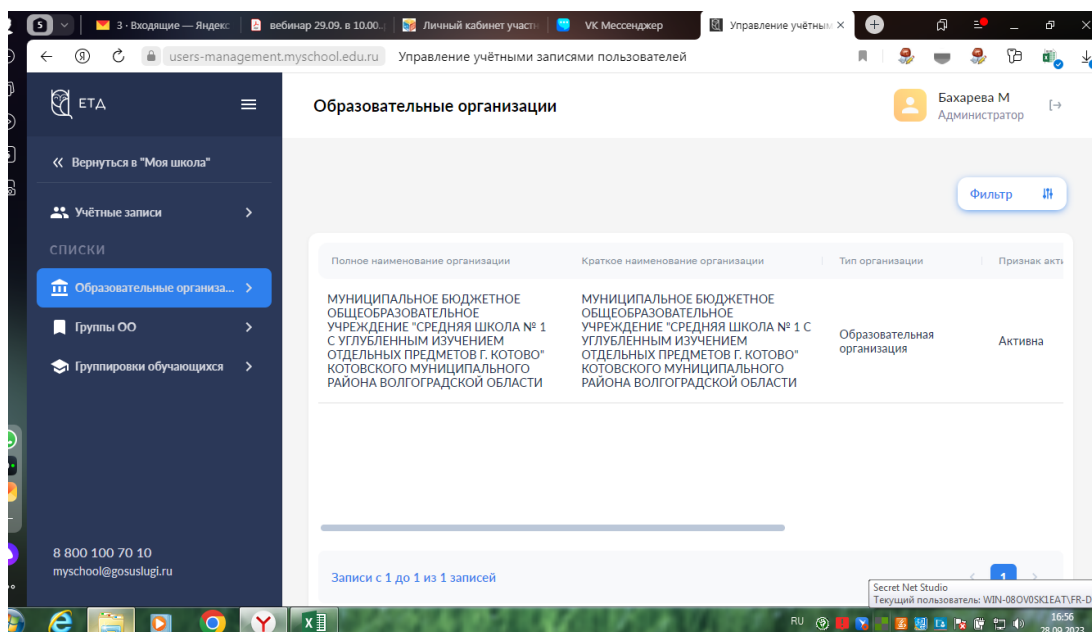 5
3 · Входящие — Яндекс
вебинар 29.09. в 10.00.
Личный кабинет участн
VK Мессенджер
Управление учётным
users-management.myschool.edu.ru Управление учётными записями пользователей
ЕТД
Образовательные организации
Бахарева М
Администратор
Вернуться в "Моя школа"
Фильтр
Учётные записи
СПИСКИ
Образовательные организа...
Группы ОО
Группировки обучающихся
Полное наименование организации
Краткое наименование организации
Тип организации
Признак акти
МУНИЦИПАЛЬНОЕ БЮДЖЕТНОЕ
ОБЩЕОБРАЗОВАТЕЛЬНОЕ
УЧРЕЖДЕНИЕ "СРЕДНЯЯ ШКОЛА № 1
С УГЛУБЛЕННЫМ ИЗУЧЕНИЕМ
ОТДЕЛЬНЫХ ПРЕДМЕТОВ Г. КОТОВО"
КОТОВСКОГО МУНИЦИПАЛЬНОГО
РАЙОНА ВОЛГОГРАДСКОЙ ОБЛАСТИ
МУНИЦИПАЛЬНОЕ БЮДЖЕТНОЕ
ОБЩЕОБРАЗОВАТЕЛЬНОЕ
УЧРЕЖДЕНИЕ "СРЕДНЯЯ ШКОЛА № 1 С
УГЛУБЛЕННЫМ ИЗУЧЕНИЕМ
ОТДЕЛЬНЫХ ПРЕДМЕТОВ Г. КОТОВО"
КОТОВСКОГО МУНИЦИПАЛЬНОГО
РАЙОНА ВОЛГОГРАДСКОЙ ОБЛАСТИ
Образовательная
организация
Активна
8 800 100 70 10
myschool@gosuslugi.ru
Записи с 1 до 1 из 1 записей
1
Secret Net Studio
Текущий пользователь: WIN-08OV0SK1EAT\FR-D
RU
16:56
28.09.2023